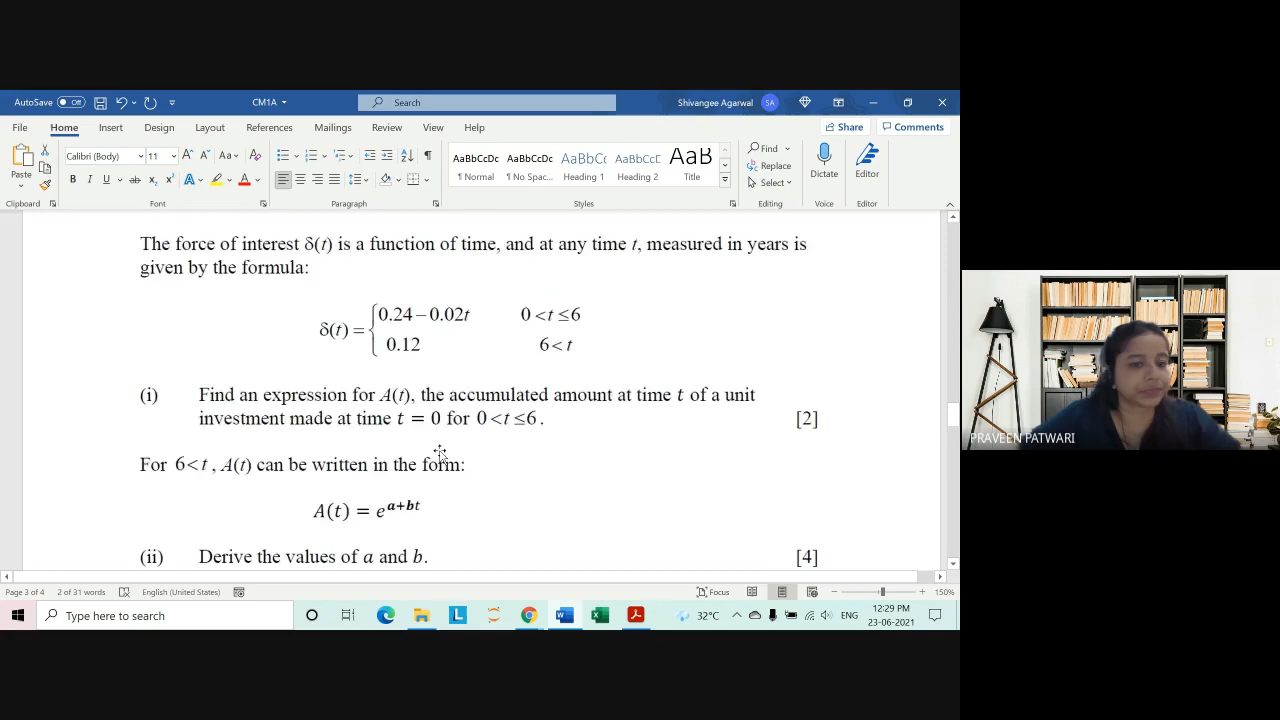 AutoSave Off CM1A Search Shivangee Agarwal SA
File Home Insert Design Layout References Mailings Review View Help Share Comments
Calibri (Body) 11 Aa AaBbCcDc AaBbCcDc AaBbCc AaBbCcD AaB Find
Replace
Paste B I U ab x₂ x² A A Normal No Spac... Heading 1 Heading 2 Title Select Dictate Editor
Clipboard Font Paragraph Styles Editing Voice Editor
The force of interest δ(t) is a function of time, and at any time t, measured in years is
given by the formula:
δ(t) = { 0.24 − 0.02t 0 < t ≤ 6
0.12 6 < t
(i) Find an expression for A(t), the accumulated amount at time t of a unit
investment made at time t = 0 for 0 < t ≤ 6. [2]
For 6 < t, A(t) can be written in the form:
A(t) = e^(a+bt)
(ii) Derive the values of a and b. [4]
PRAVEEN PATWARI
Page 3 of 4 2 of 31 words English (United States) Focus 150%
Type here to search 32°C ENG 12:29 PM
23-06-2021